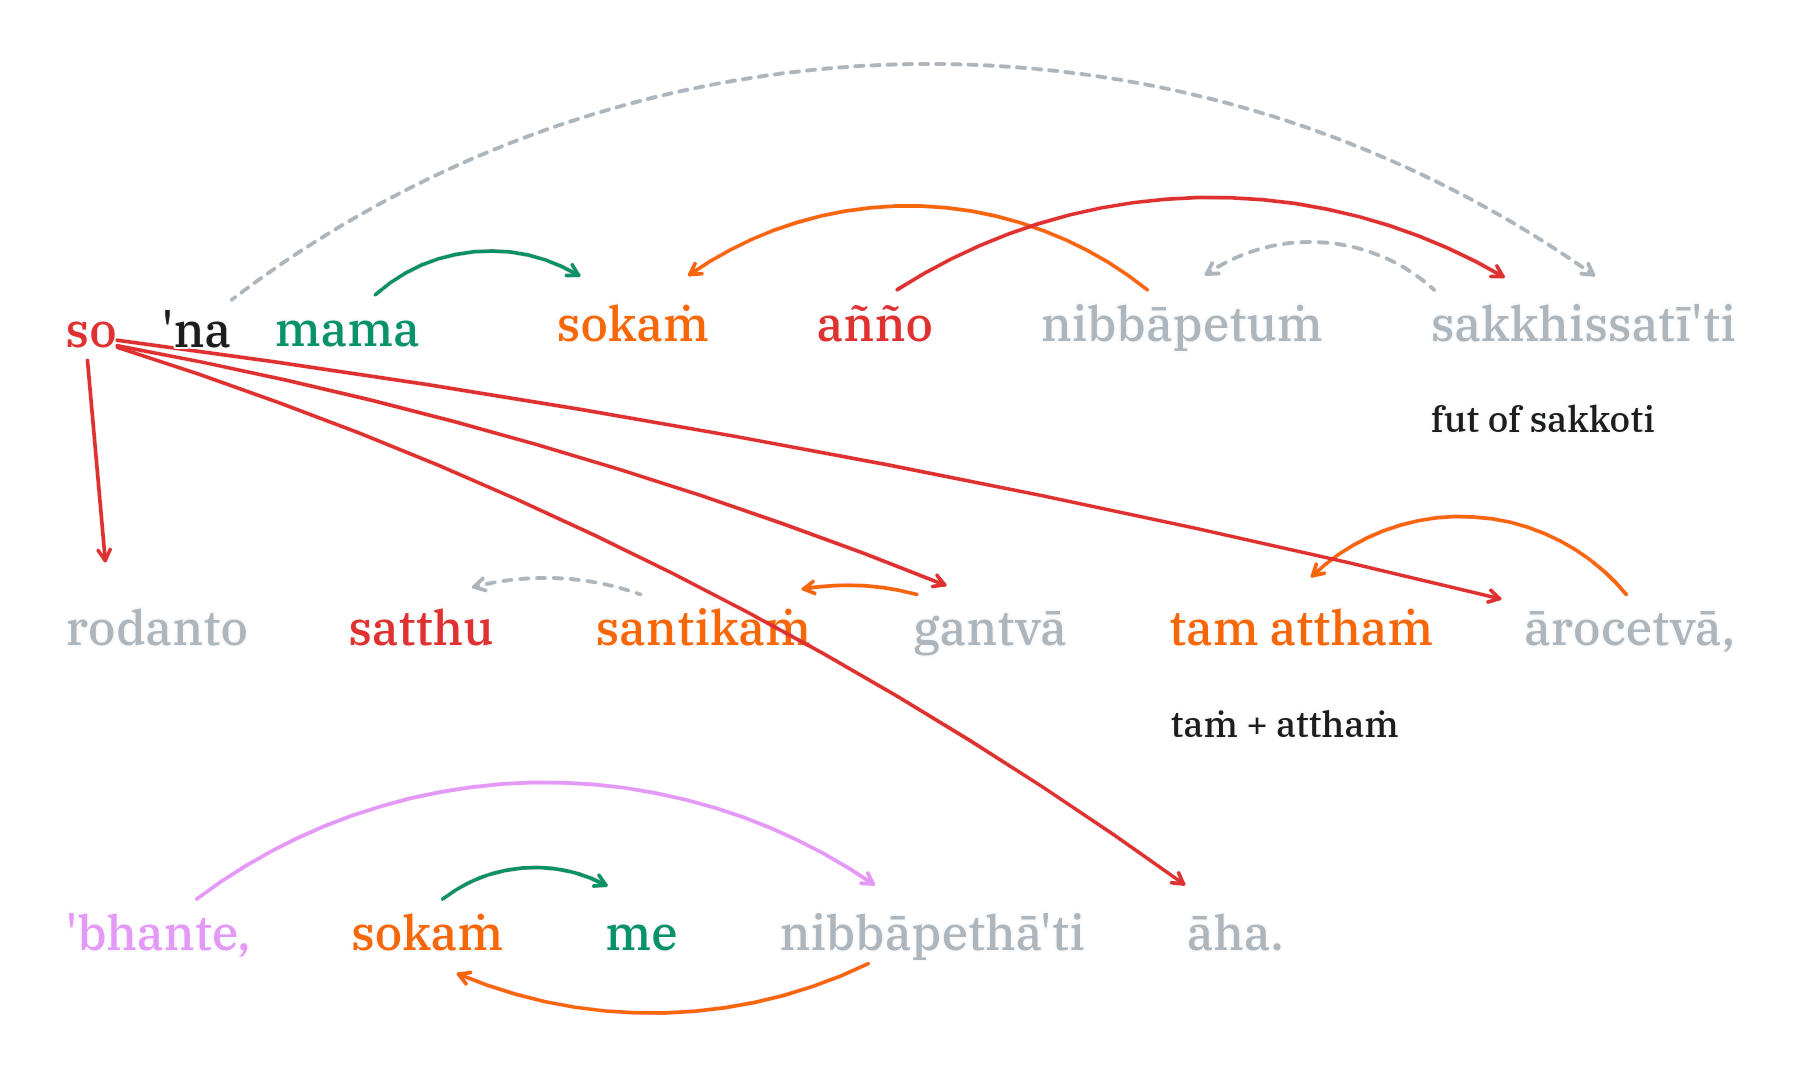 so 'na mama sokaṁ añño nibbāpetuṁ sakkhissatī'ti
fut of sakkoti
rodanto satthu santikaṁ gantvā tam atthaṁ ārocetvā,
taṁ + atthaṁ
'bhante, sokaṁ me nibbāpethā'ti āha.